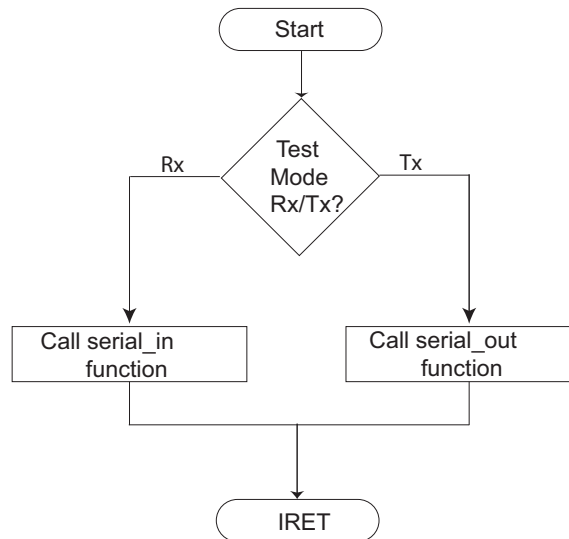 Start
Test
Mode
Rx/Tx?
Rx
Tx
Call serial_in
function
Call serial_out
function
IRET